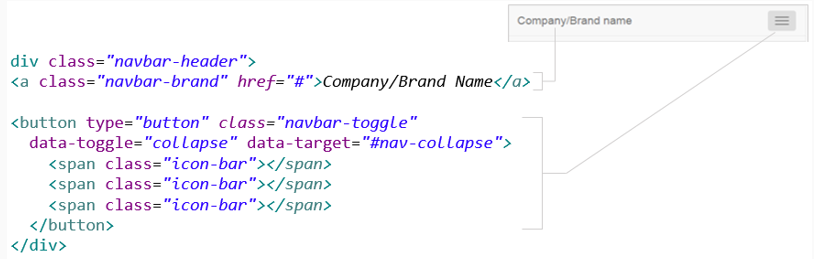 Company/Brand name
div class="navbar-header">
<a class="navbar-brand" href="#">Company/Brand Name</a>
<button type="button" class="navbar-toggle"
data-toggle="collapse" data-target="#nav-collapse">
<span class="icon-bar"></span>
<span class="icon-bar"></span>
<span class="icon-bar"></span>
</button>
</div>